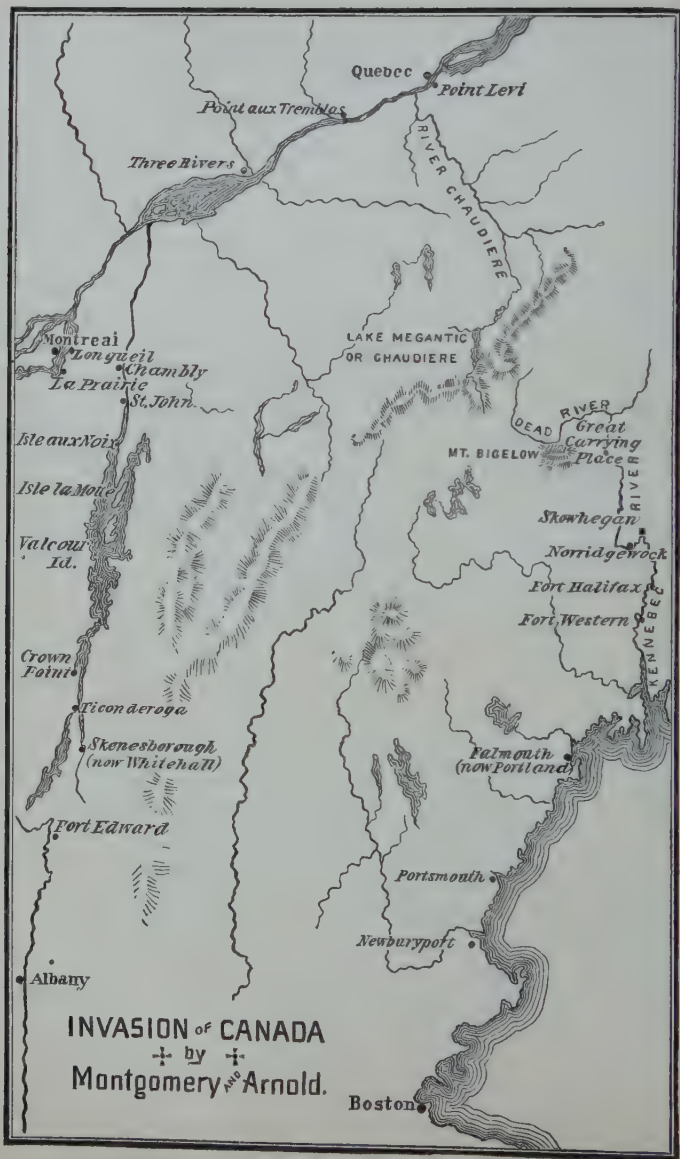 Quebec
Point Levi
Point aux Trembles
Three Rivers
RIVER CHAUDIERE
LAKE MEGANTIC
OR CHAUDIERE
Montreal
Longueil
Chambly
La Prairie
St. John
Isle aux Noix
Isle la Motte
Valcour
Id.
DEAD RIVER
Great
Carrying
Place
MT. BIGELOW
RIVER
Skowhegan
Norridgewock
Fort Halifax
Fort Western
KENNEBEC
Crown
Point
Ticonderoga
Skenesborough
(now Whitehall)
Falmouth
(now Portland)
Fort Edward
Portsmouth
Newburyport
Albany
INVASION OF CANADA
by
Montgomery AND Arnold.
Boston